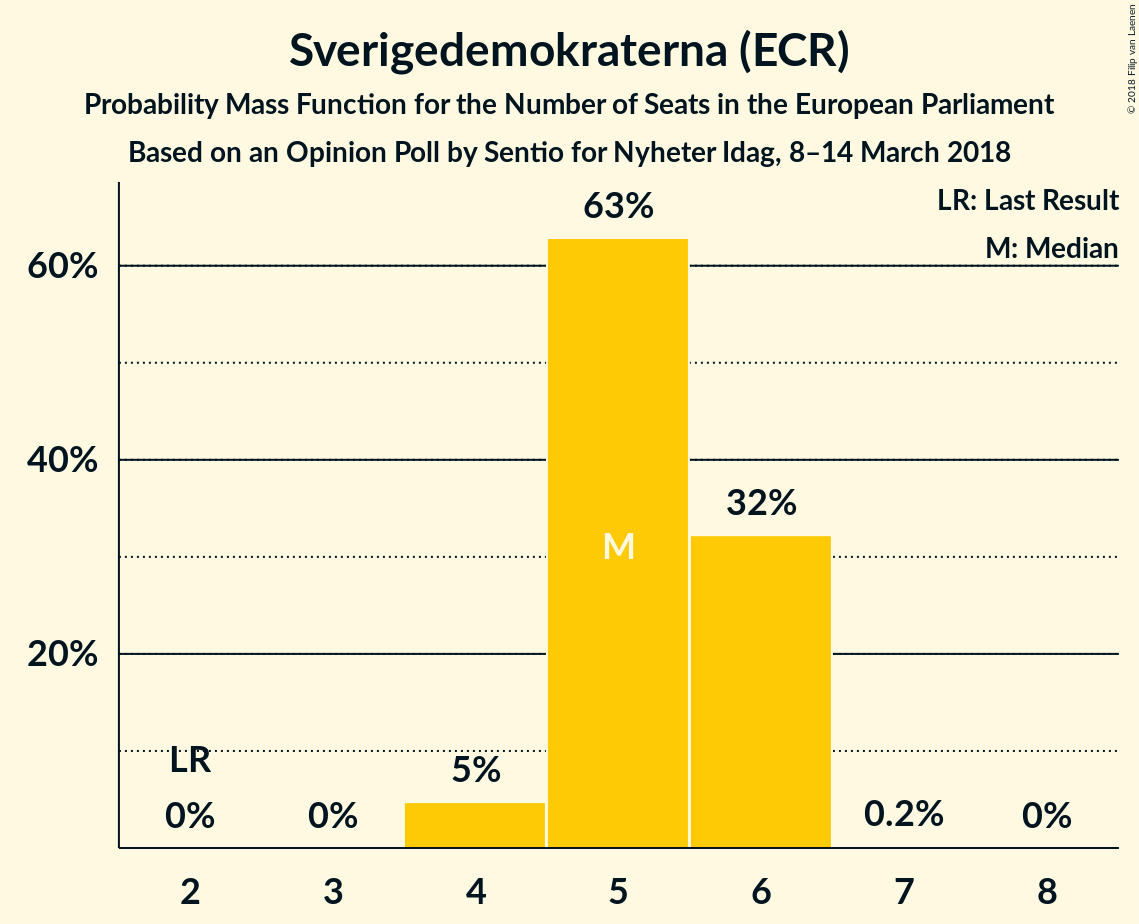 Sverigedemokraterna (ECR)
Probability Mass Function for the Number of Seats in the European Parliament
Based on an Opinion Poll by Sentio for Nyheter Idag, 8–14 March 2018
© 2018 Filip van Laenen
LR: Last Result
M: Median
63%
60%
40%
32%
M
20%
LR
5%
0%
0%
0.2%
0%
2
3
4
5
6
7
8